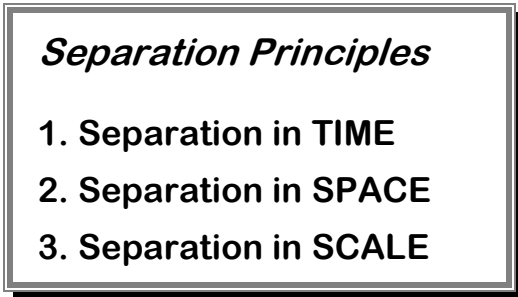 Separation Principles
1. Separation in TIME
2. Separation in SPACE
3. Separation in SCALE